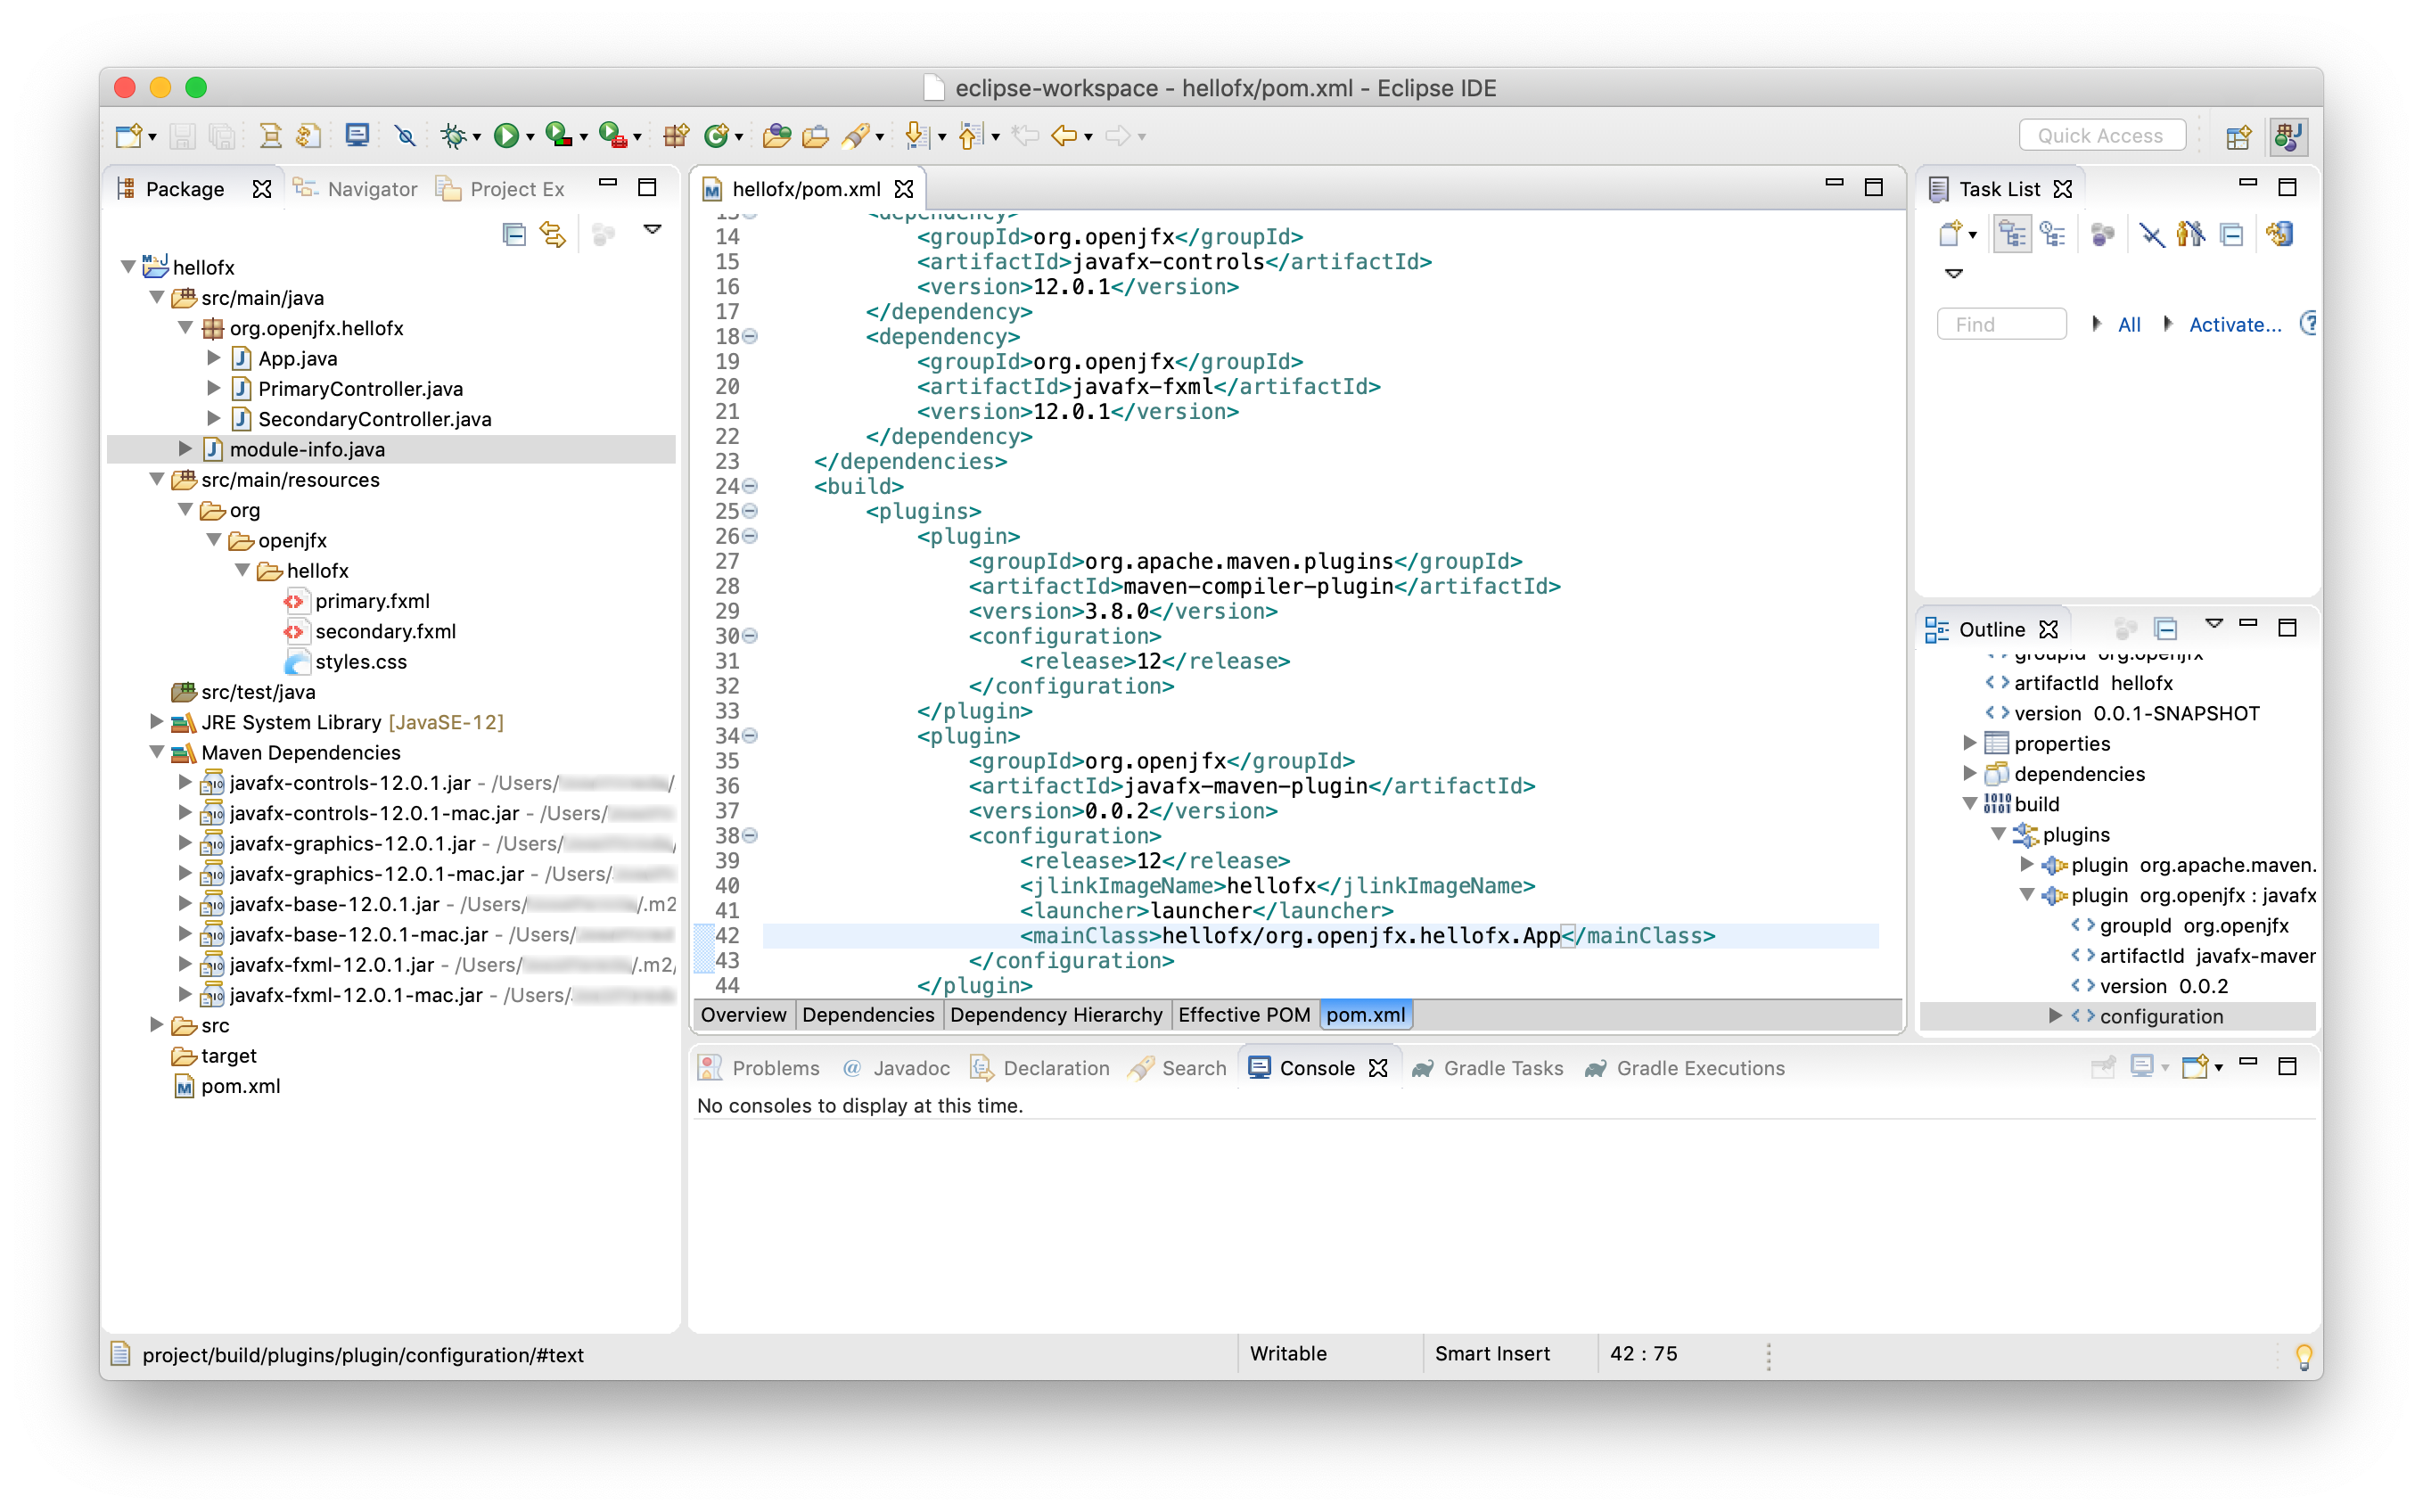 eclipse-workspace - hellofx/pom.xml - Eclipse IDE
Quick Access
Package
Navigator
Project Ex
hellofx
src/main/java
org.openjfx.hellofx
App.java
PrimaryController.java
SecondaryController.java
module-info.java
src/main/resources
org
openjfx
hellofx
primary.fxml
secondary.fxml
styles.css
src/test/java
JRE System Library [JavaSE-12]
Maven Dependencies
javafx-controls-12.0.1.jar - /Users/ /
javafx-controls-12.0.1-mac.jar - /Users/
javafx-graphics-12.0.1.jar - /Users/
javafx-graphics-12.0.1-mac.jar - /Users/
javafx-base-12.0.1.jar - /Users/ /.m2
javafx-base-12.0.1-mac.jar - /Users/
javafx-fxml-12.0.1.jar - /Users/ /.m2/
javafx-fxml-12.0.1-mac.jar - /Users/
src
target
pom.xml
hellofx/pom.xml
13 <dependency>
14 <groupId>org.openjfx</groupId>
15 <artifactId>javafx-controls</artifactId>
16 <version>12.0.1</version>
17 </dependency>
18 <dependency>
19 <groupId>org.openjfx</groupId>
20 <artifactId>javafx-fxml</artifactId>
21 <version>12.0.1</version>
22 </dependency>
23 </dependencies>
24 <build>
25 <plugins>
26 <plugin>
27 <groupId>org.apache.maven.plugins</groupId>
28 <artifactId>maven-compiler-plugin</artifactId>
29 <version>3.8.0</version>
30 <configuration>
31 <release>12</release>
32 </configuration>
33 </plugin>
34 <plugin>
35 <groupId>org.openjfx</groupId>
36 <artifactId>javafx-maven-plugin</artifactId>
37 <version>0.0.2</version>
38 <configuration>
39 <release>12</release>
40 <jlinkImageName>hellofx</jlinkImageName>
41 <launcher>launcher</launcher>
42 <mainClass>hellofx/org.openjfx.hellofx.App</mainClass>
43 </configuration>
44 </plugin>
Overview Dependencies Dependency Hierarchy Effective POM pom.xml
Task List
Find
All
Activate...
Outline
groupId org.openjfx
artifactId hellofx
version 0.0.1-SNAPSHOT
properties
dependencies
build
plugins
plugin org.apache.maven.
plugin org.openjfx : javafx
groupId org.openjfx
artifactId javafx-maven
version 0.0.2
configuration
Problems @ Javadoc Declaration Search Console Gradle Tasks Gradle Executions
No consoles to display at this time.
project/build/plugins/plugin/configuration/#text
Writable
Smart Insert
42 : 75